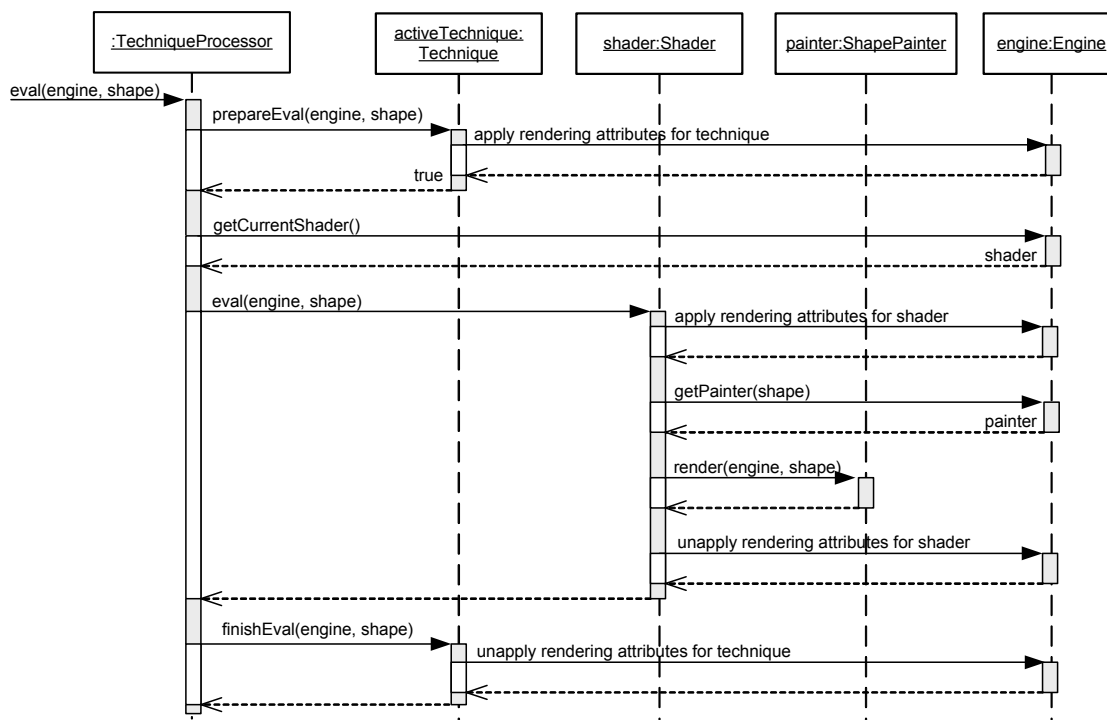 :TechniqueProcessor
activeTechnique:
Technique
shader:Shader
painter:ShapePainter
engine:Engine
eval(engine, shape)
prepareEval(engine, shape)
apply rendering attributes for technique
true
getCurrentShader()
shader
eval(engine, shape)
apply rendering attributes for shader
getPainter(shape)
painter
render(engine, shape)
unapply rendering attributes for shader
finishEval(engine, shape)
unapply rendering attributes for technique